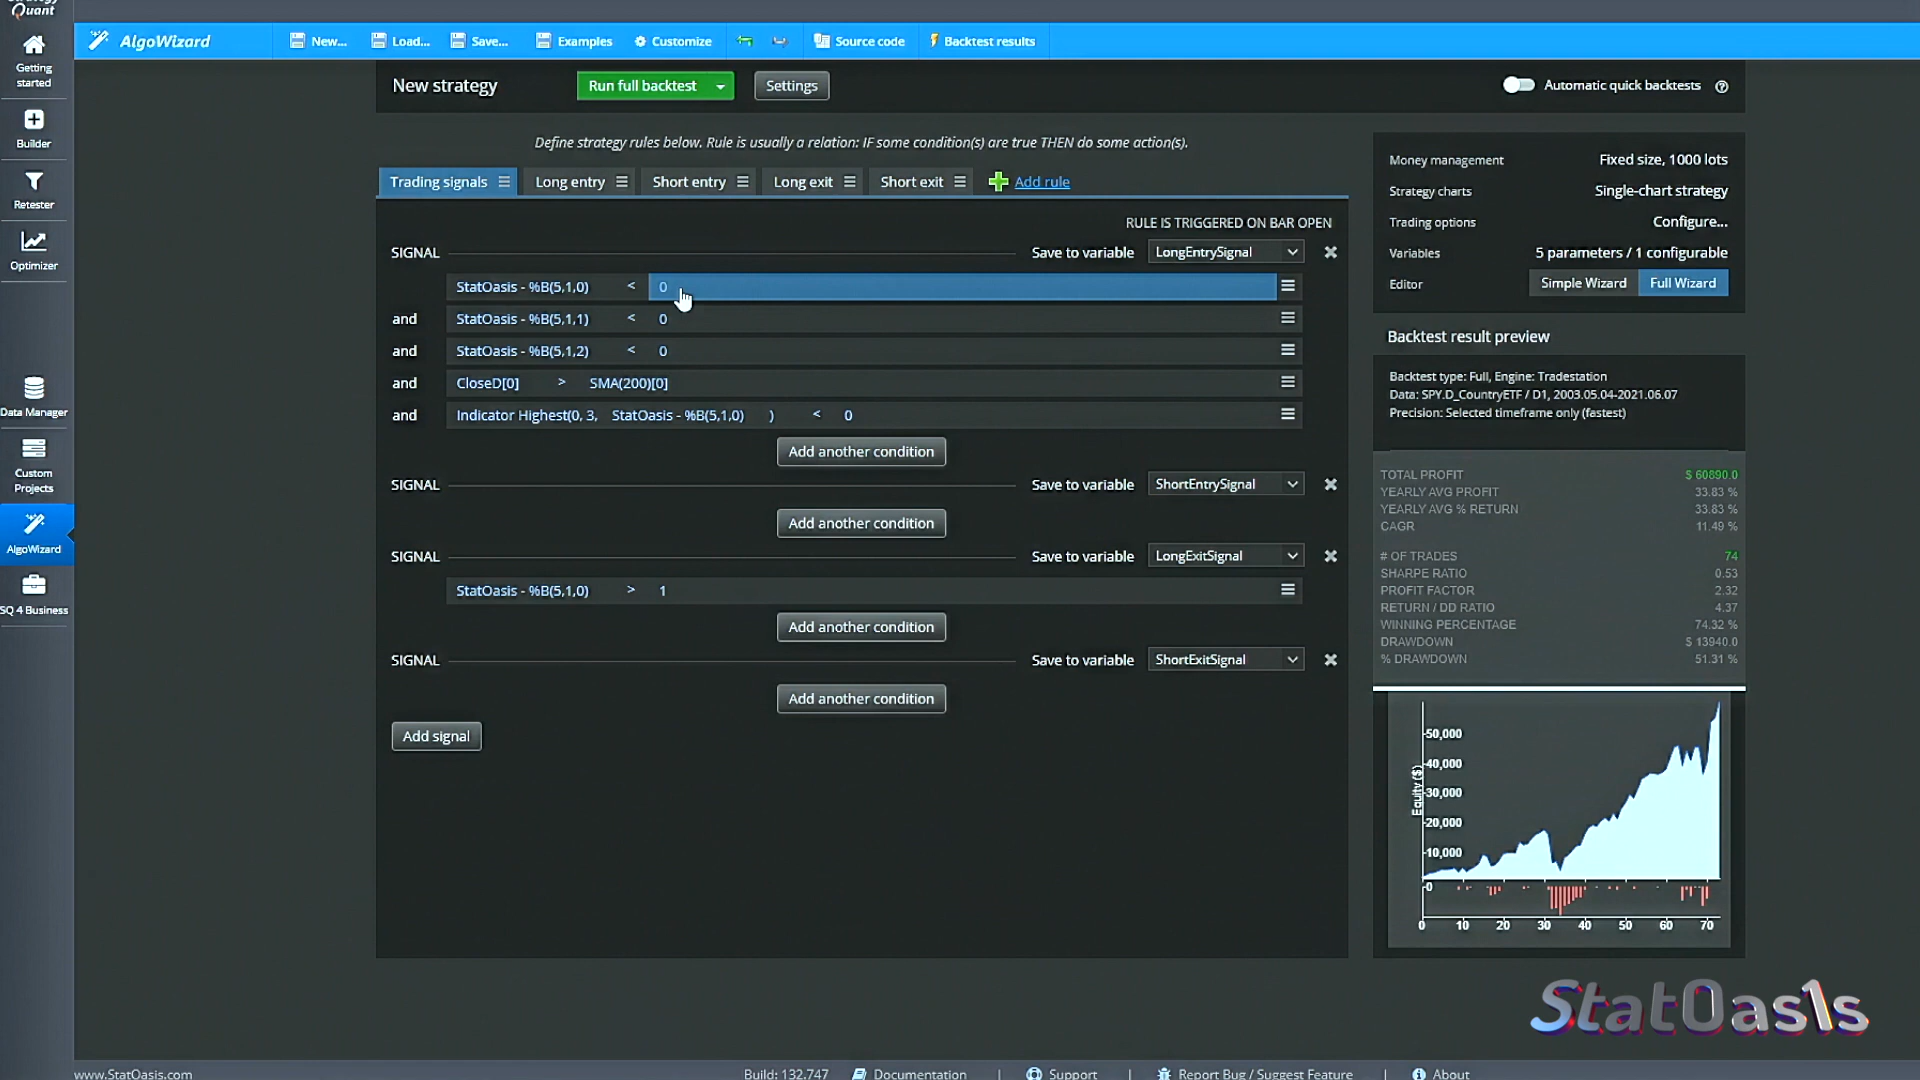 Quant
AlgoWizard
New...
Load...
Save...
Examples
Customize
Source code
Backtest results
Getting
started
Builder
Retester
Optimizer
Data Manager
Custom
Projects
AlgoWizard
SQ 4 Business
New strategy
Run full backtest
Settings
Automatic quick backtests
Define strategy rules below. Rule is usually a relation: IF some condition(s) are true THEN do some action(s).
Trading signals
Long entry
Short entry
Long exit
Short exit
Add rule
RULE IS TRIGGERED ON BAR OPEN
SIGNAL Save to variable LongEntrySignal
StatOasis - %B(5,1,0) < 0
and StatOasis - %B(5,1,1) < 0
and StatOasis - %B(5,1,2) < 0
and CloseD[0] > SMA(200)[0]
and Indicator Highest(0, 3, StatOasis - %B(5,1,0) ) < 0
Add another condition
SIGNAL Save to variable ShortEntrySignal
Add another condition
SIGNAL Save to variable LongExitSignal
StatOasis - %B(5,1,0) > 1
Add another condition
SIGNAL Save to variable ShortExitSignal
Add another condition
Add signal
Money management Fixed size, 1000 lots
Strategy charts Single-chart strategy
Trading options Configure...
Variables 5 parameters / 1 configurable
Editor Simple Wizard Full Wizard
Backtest result preview
Backtest type: Full, Engine: Tradestation
Data: SPY.D_CountryETF / D1, 2003.05.04-2021.06.07
Precision: Selected timeframe only (fastest)
TOTAL PROFIT $ 60890.0
YEARLY AVG PROFIT 33.83 %
YEARLY AVG % RETURN 33.83 %
CAGR 11.49 %
# OF TRADES 74
SHARPE RATIO 0.53
PROFIT FACTOR 2.32
RETURN / DD RATIO 4.37
WINNING PERCENTAGE 74.32 %
DRAWDOWN $ 13940.0
% DRAWDOWN 51.31 %
Equity ($)
50,000
40,000
30,000
20,000
10,000
0
0 10 20 30 40 50 60 70
StatOas1s
www.StatOasis.com
Build: 132.747
Documentation
Support
Report Bug / Suggest Feature
About